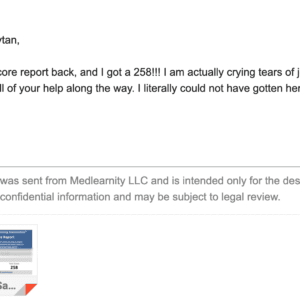 tan,
core report back, and I got a 258!!! I am actually crying tears of j
ll of your help along the way. I literally could not have gotten her
was sent from Medlearnity LLC and is intended only for the des
confidential information and may be subject to legal review.
258
Sa...